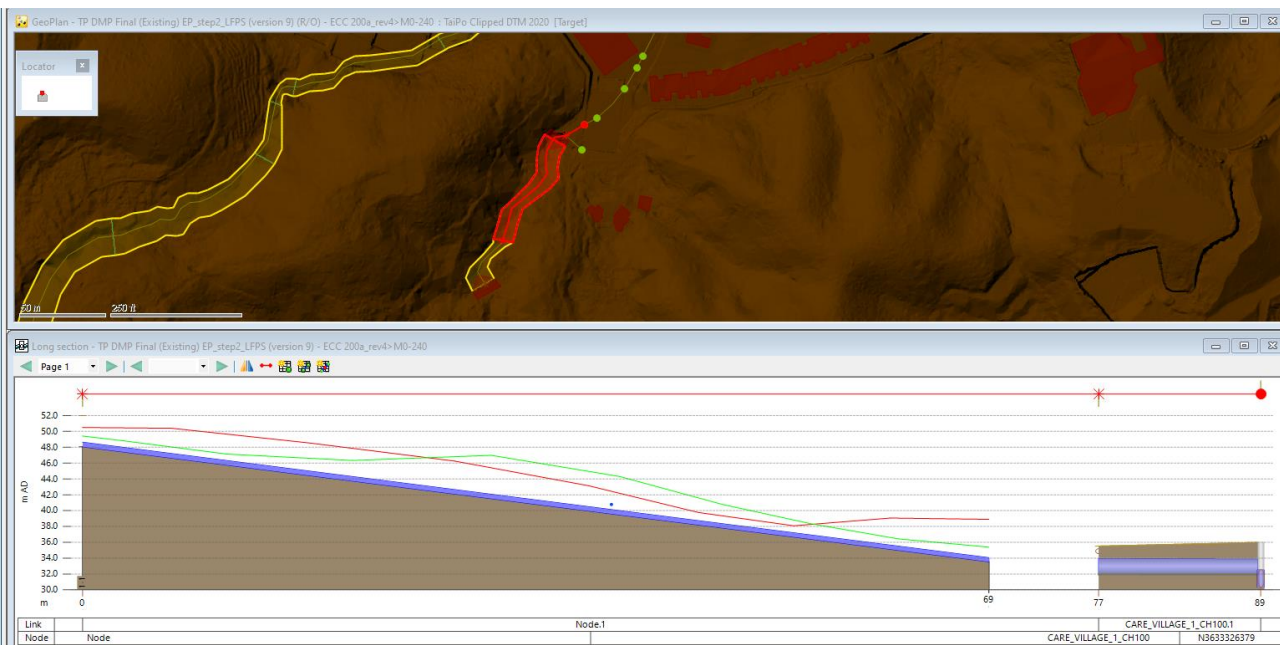 GeoPlan - TP DMP Final (Existing) EP_step2_LFPS (version 9) (R/O) - ECC 200a_rev4>M0-240 : TaiPo Clipped DTM 2020 [Target]
Locator
50 m
250 ft
Long section - TP DMP Final (Existing) EP_step2_LFPS (version 9) - ECC 200a_rev4>M0-240
Page 1
52.0
50.0
48.0
46.0
44.0
m AD
42.0
40.0
38.0
36.0
34.0
32.0
30.0
m 0 69 77 89
Link Node.1 CARE_VILLAGE_1_CH100.1
Node Node CARE_VILLAGE_1_CH100 N3633326379